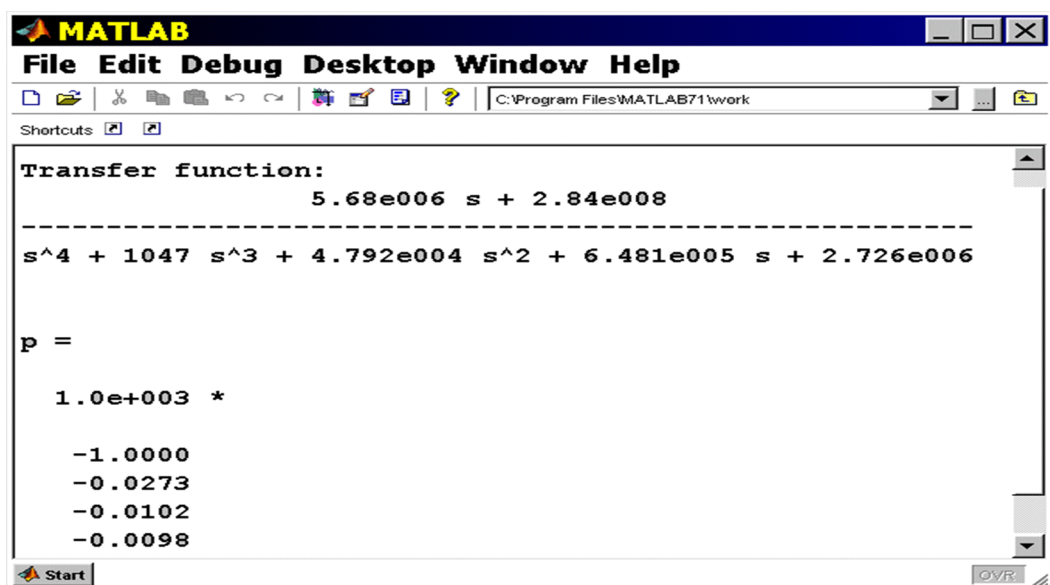 MATLAB
File Edit Debug Desktop Window Help
C:\Program Files\MATLAB71\work
...
Shortcuts
Transfer function:
5.68e006 s + 2.84e008
---------------------------------------------------------
s^4 + 1047 s^3 + 4.792e004 s^2 + 6.481e005 s + 2.726e006
p =
1.0e+003 *
-1.0000
-0.0273
-0.0102
-0.0098
Start
OVR